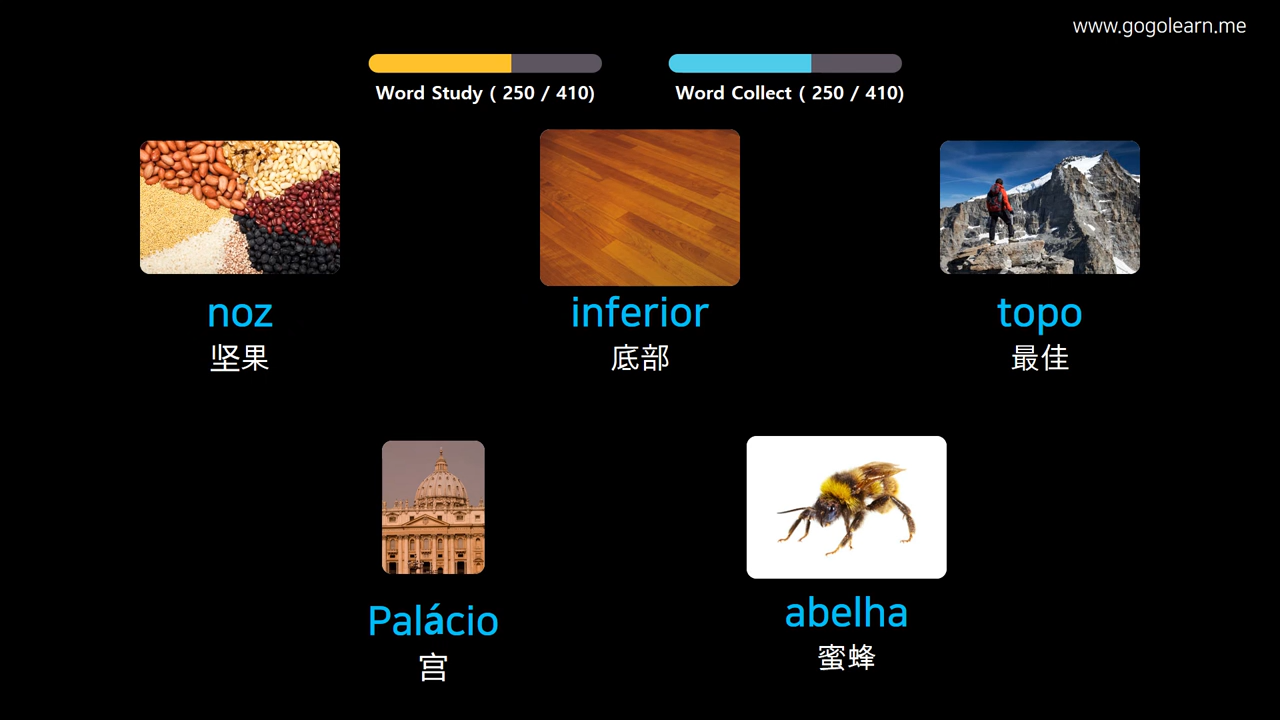 www.gogolearn.me
Word Study ( 250 / 410)
Word Collect ( 250 / 410)
noz
坚果
inferior
底部
topo
最佳
Palácio
宫
abelha
蜜蜂